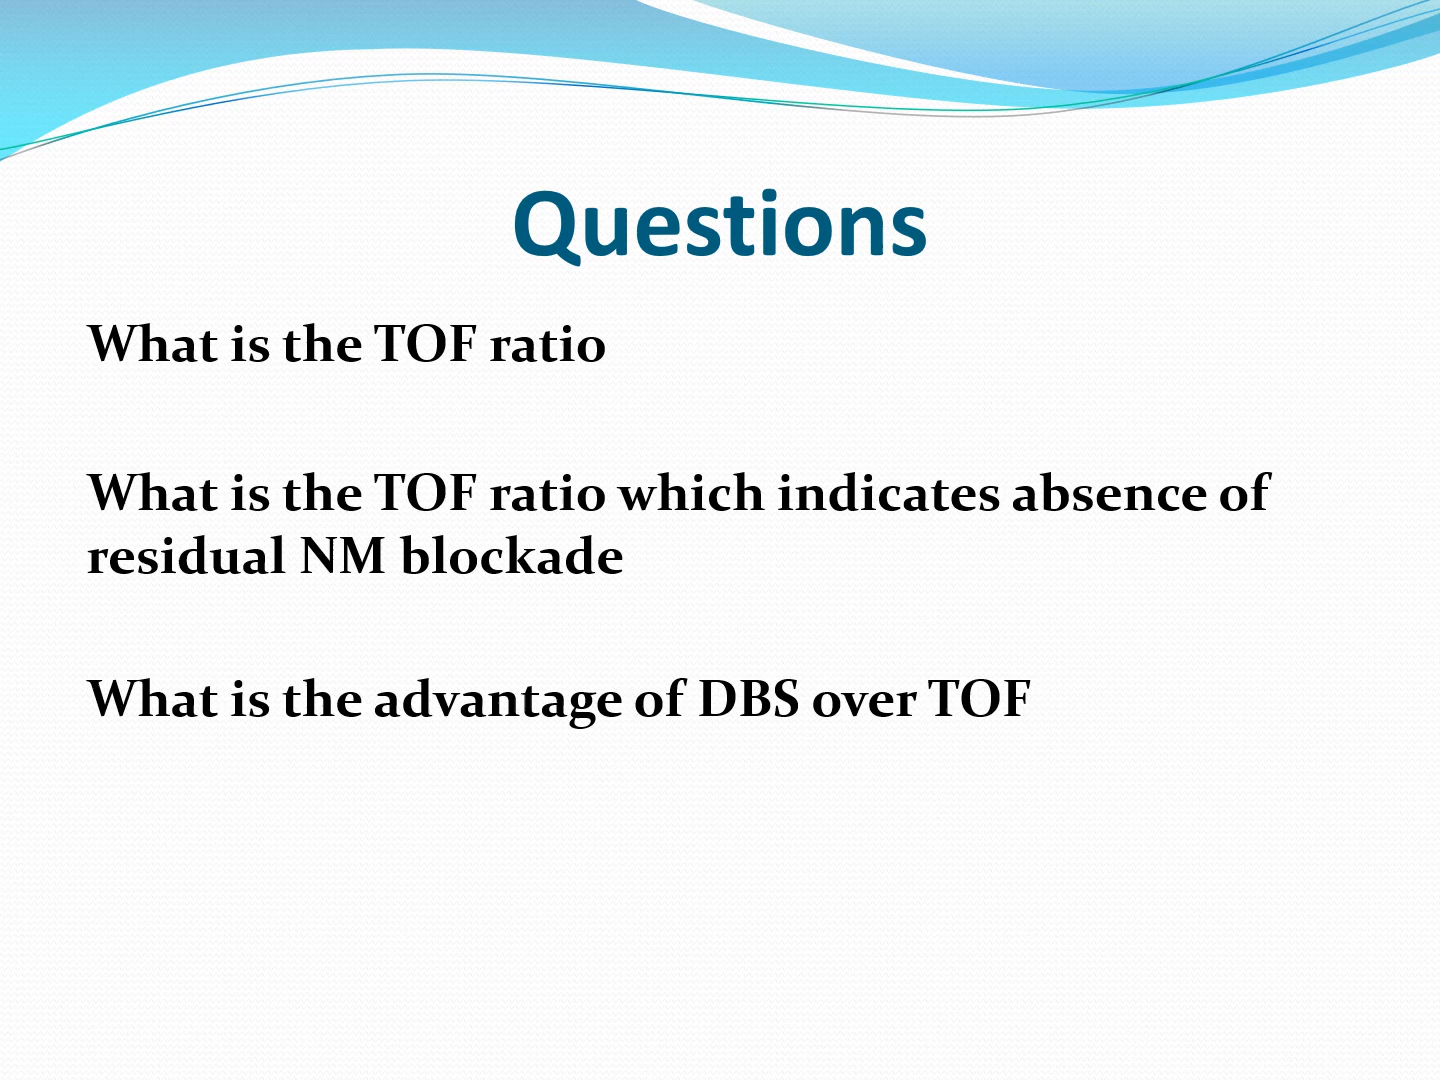 Questions
What is the TOF ratio
What is the TOF ratio which indicates absence of
residual NM blockade
What is the advantage of DBS over TOF